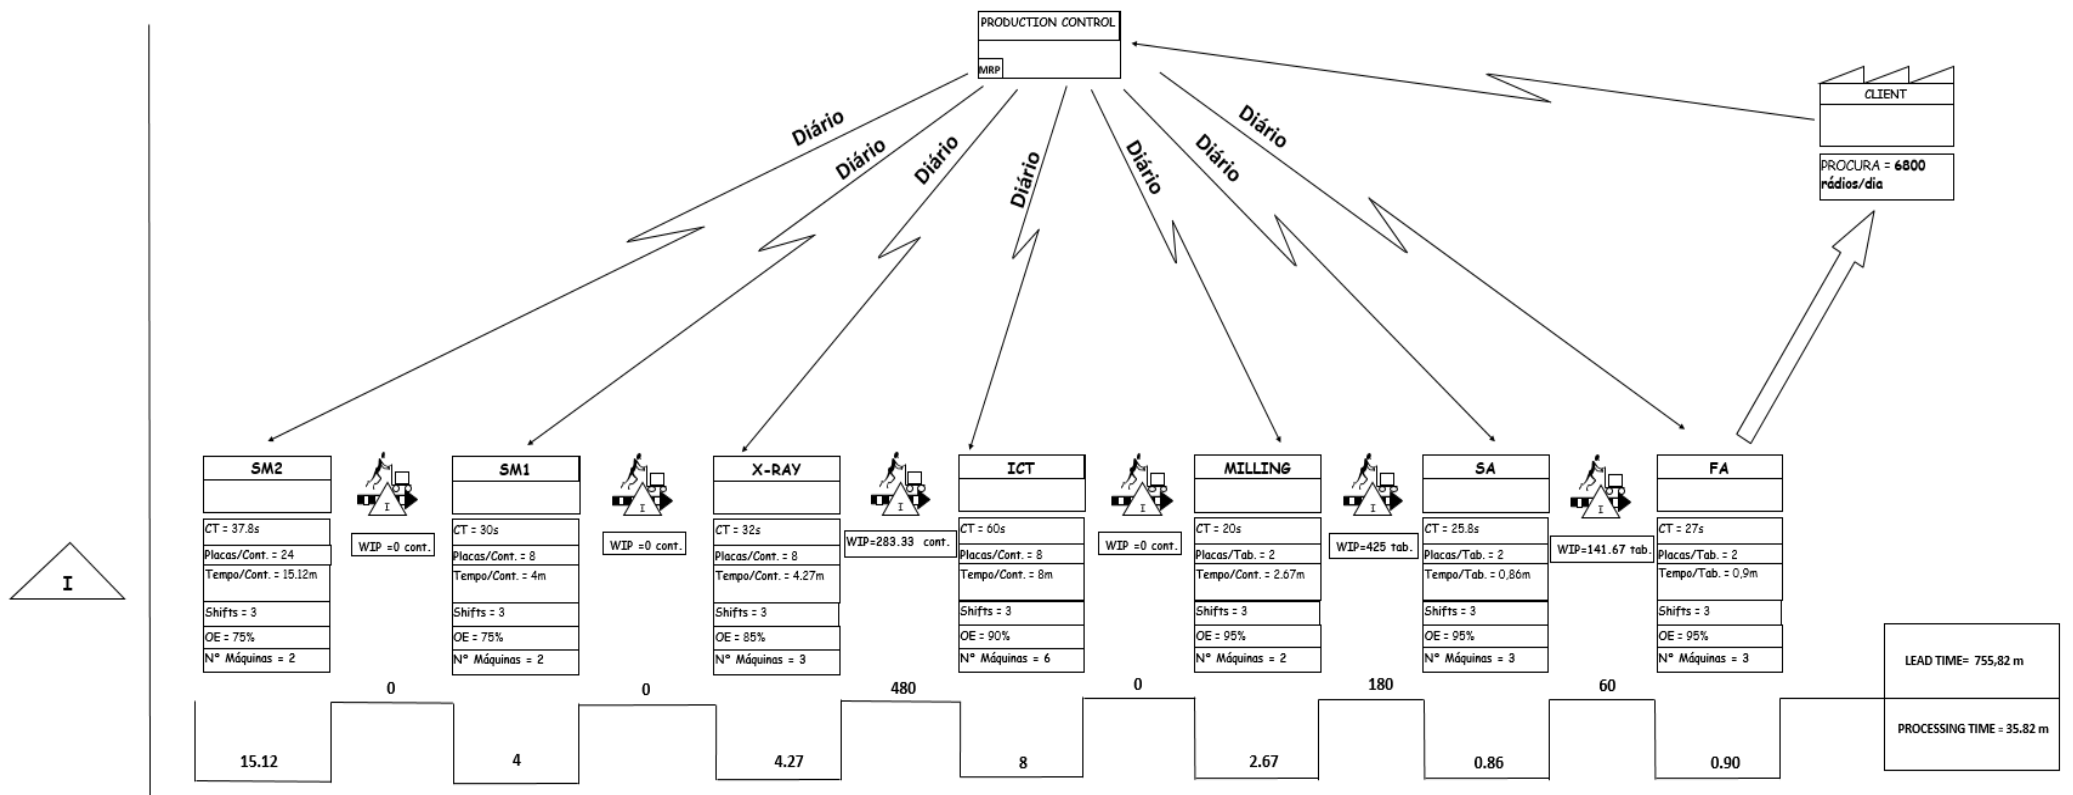 PRODUCTION CONTROL
MRP
CLIENT
PROCURA = 6800
rádios/dia
Diário
Diário
Diário
Diário
Diário
Diário
Diário
I
SM2
CT = 37.8s
Placas/Cont. = 24
Tempo/Cont. = 15.12m
Shifts = 3
OE = 75%
Nº Máquinas = 2
I
WIP =0 cont.
SM1
CT = 30s
Placas/Cont. = 8
Tempo/Cont. = 4m
Shifts = 3
OE = 75%
Nº Máquinas = 2
I
WIP =0 cont.
X-RAY
CT = 32s
Placas/Cont. = 8
Tempo/Cont. = 4.27m
Shifts = 3
OE = 85%
Nº Máquinas = 3
I
WIP=283.33 cont.
ICT
CT = 60s
Placas/Cont. = 8
Tempo/Cont. = 8m
Shifts = 3
OE = 90%
Nº Máquinas = 6
I
WIP =0 cont.
MILLING
CT = 20s
Placas/Tab. = 2
Tempo/Cont. = 2.67m
Shifts = 3
OE = 95%
Nº Máquinas = 2
I
WIP=425 tab.
SA
CT = 25.8s
Placas/Tab. = 2
Tempo/Tab. = 0,86m
Shifts = 3
OE = 95%
Nº Máquinas = 3
I
WIP=141.67 tab.
FA
CT = 27s
Placas/Tab. = 2
Tempo/Tab. = 0,9m
Shifts = 3
OE = 95%
Nº Máquinas = 3
0
0
480
0
180
60
15.12
4
4.27
8
2.67
0.86
0.90
LEAD TIME= 755,82 m
PROCESSING TIME = 35.82 m